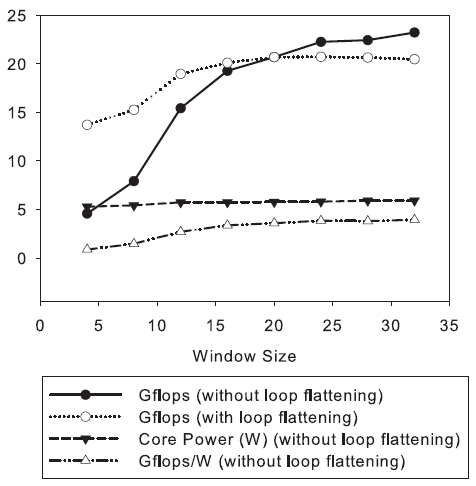 25
20
15
10
5
0
0 5 10 15 20 25 30 35
Window Size
Gflops (without loop flattening)
Gflops (with loop flattening)
Core Power (W) (without loop flattening)
Gflops/W (without loop flattening)